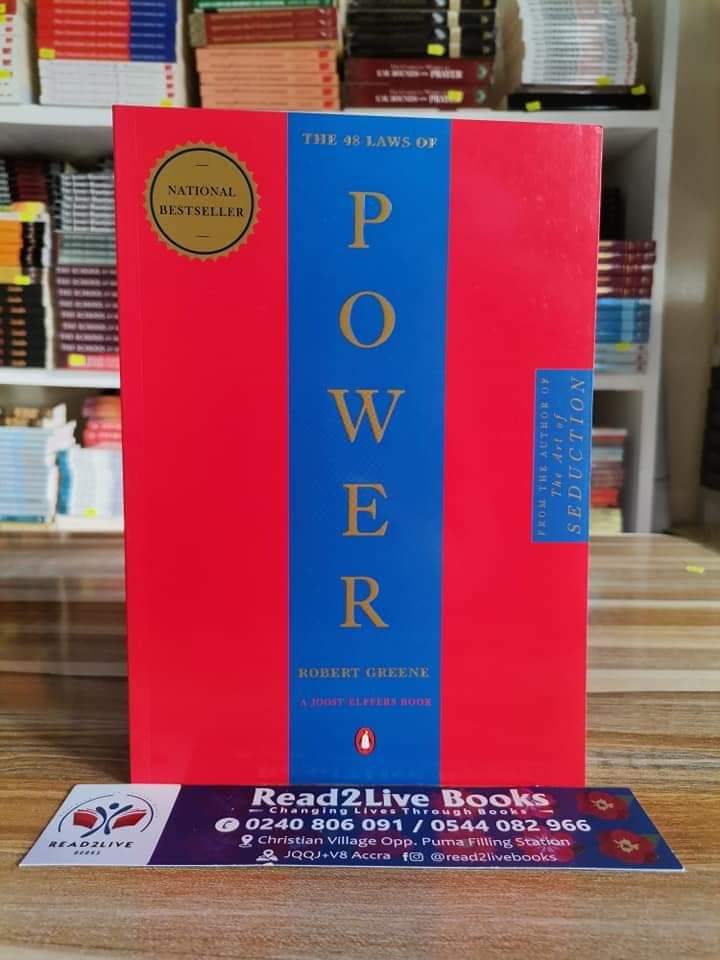 THE 48 LAWS OF
POWER
NATIONAL
BESTSELLER
FROM THE AUTHOR OF
The Art of
SEDUCTION
ROBERT GREENE
A JOOST ELFFERS BOOK
READ2LIVE
BOOKS
Read2Live Books
Changing Lives Through Books
0240 806 091 / 0544 082 966
Christian Village Opp. Puma Filling Station
JQQJ+V8 Accra @read2livebooks